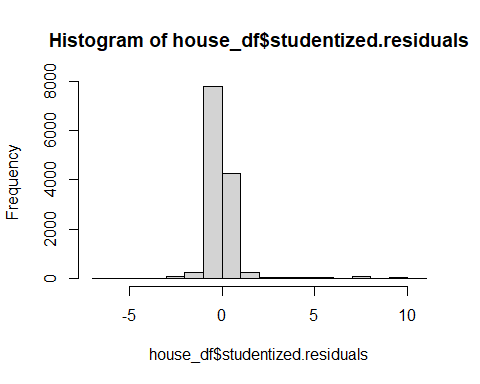 Histogram of house_df$studentized.residuals
Frequency
8000
6000
4000
2000
0
-5 0 5 10
house_df$studentized.residuals